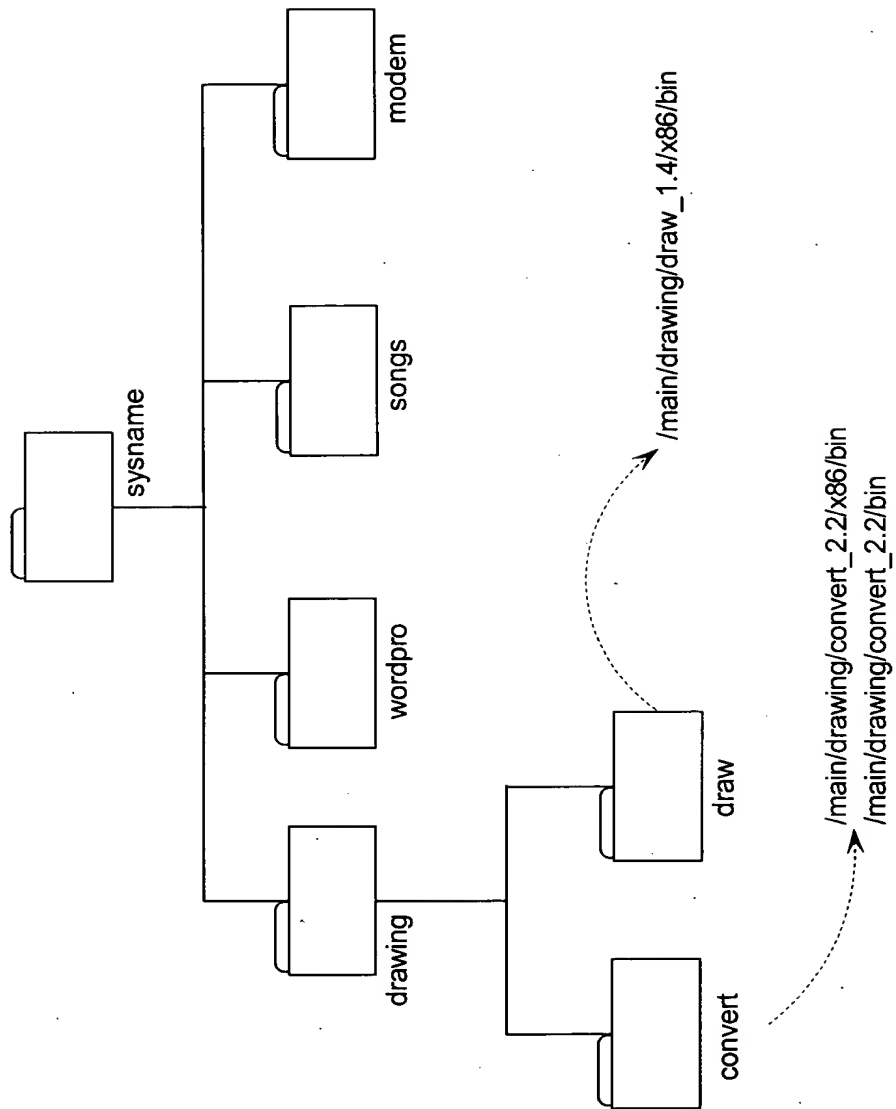 sysname
drawing
wordpro
songs
modem
convert
draw
/main/drawing/draw_1.4/x86/bin
/main/drawing/convert_2.2/x86/bin
/main/drawing/convert_2.2/bin